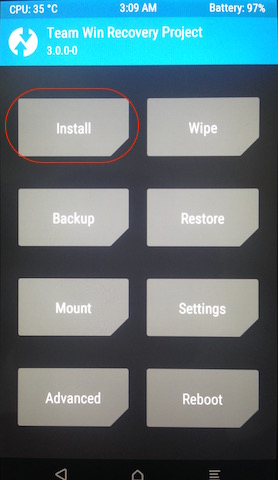 CPU: 35 °C 3:09 AM Battery: 97%
Team Win Recovery Project
3.0.0-0
Install Wipe
Backup Restore
Mount Settings
Advanced Reboot